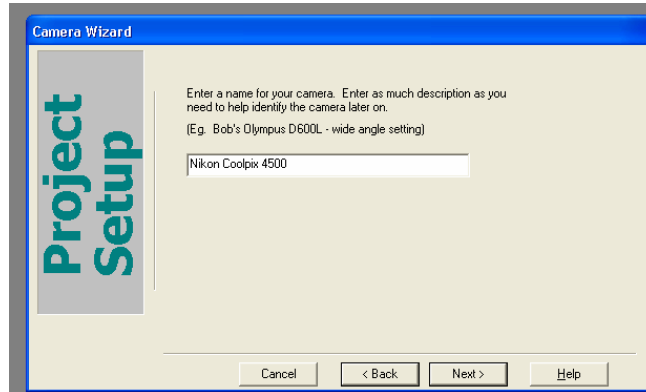 Camera Wizard
Project
Setup
Enter a name for your camera. Enter as much description as you
need to help identify the camera later on.
(Eg. Bob's Olympus D600L - wide angle setting)
Nikon Coolpix 4500
Cancel
< Back
Next >
Help